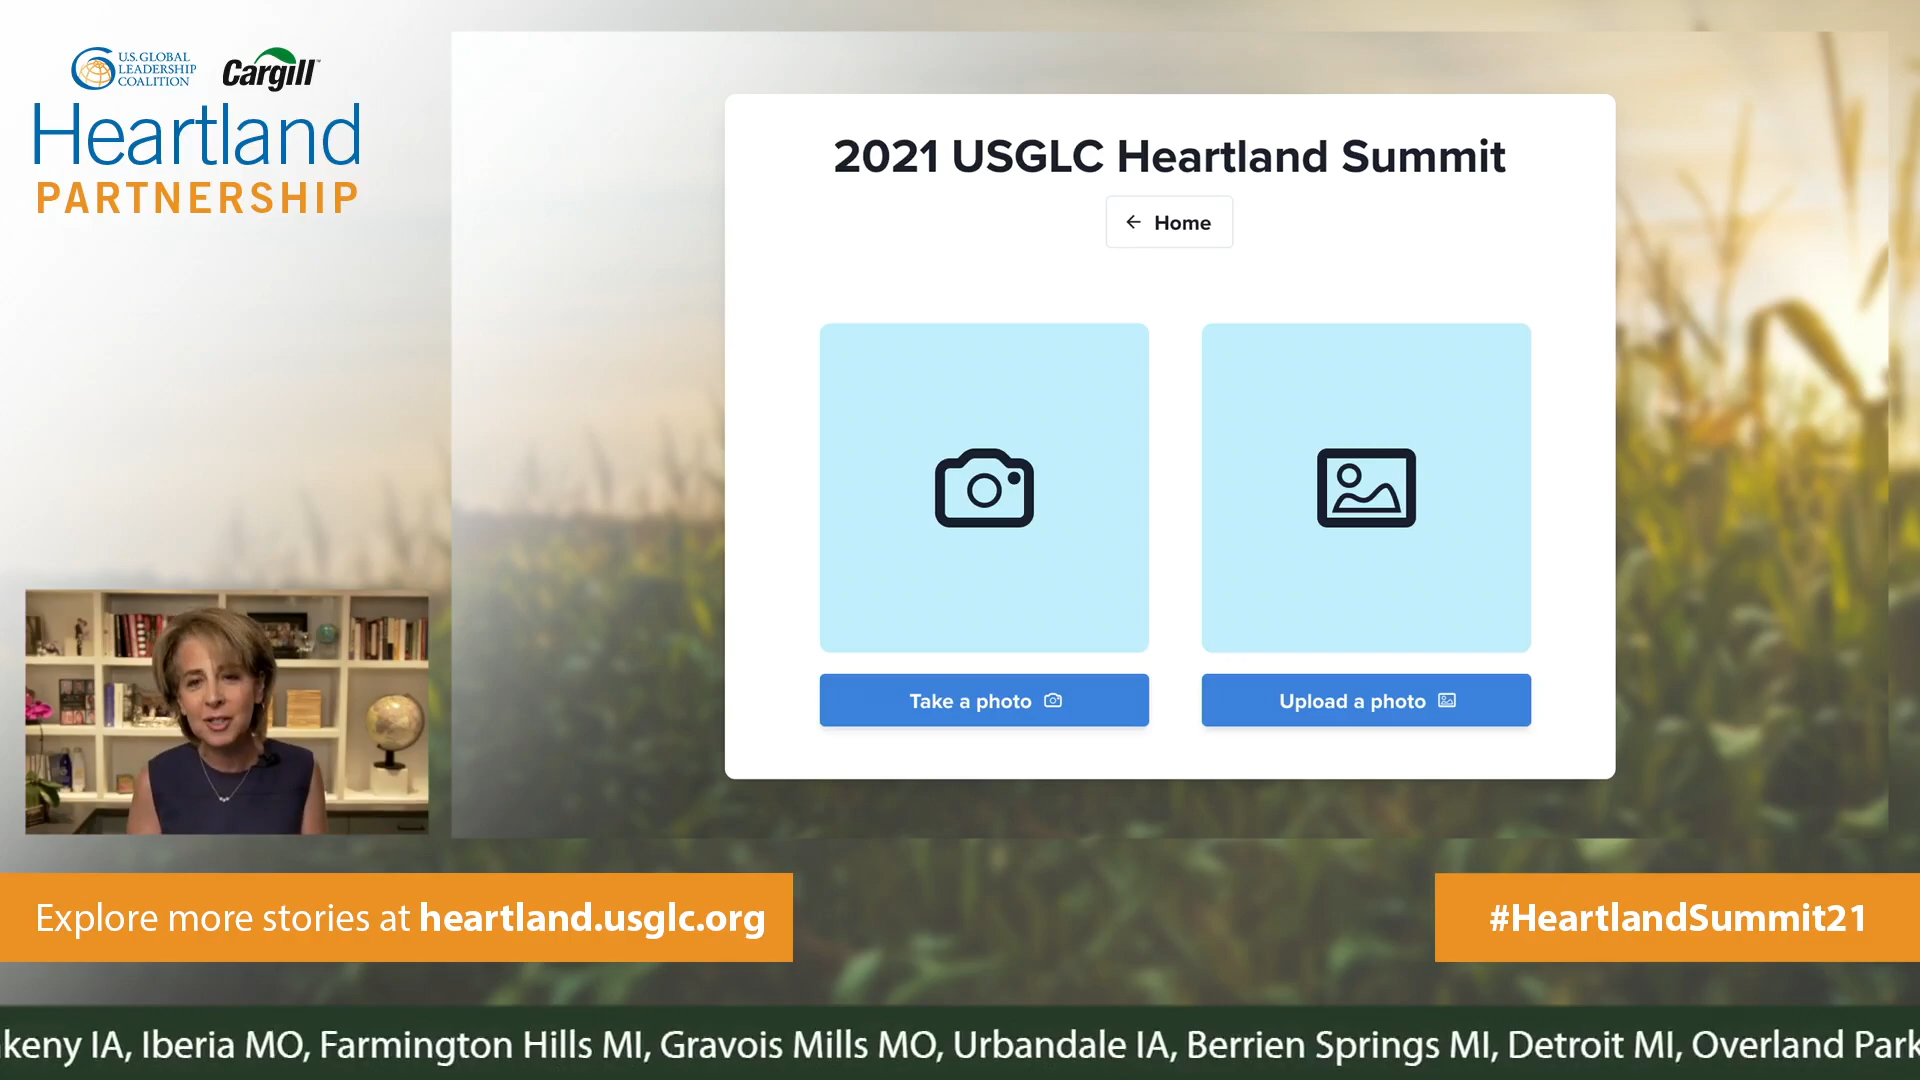 U.S. GLOBAL
LEADERSHIP
COALITION
Cargill™
Heartland
PARTNERSHIP
2021 USGLC Heartland Summit
← Home
Take a photo
Upload a photo
Explore more stories at heartland.usglc.org
#HeartlandSummit21
keny IA, Iberia MO, Farmington Hills MI, Gravois Mills MO, Urbandale IA, Berrien Springs MI, Detroit MI, Overland Park